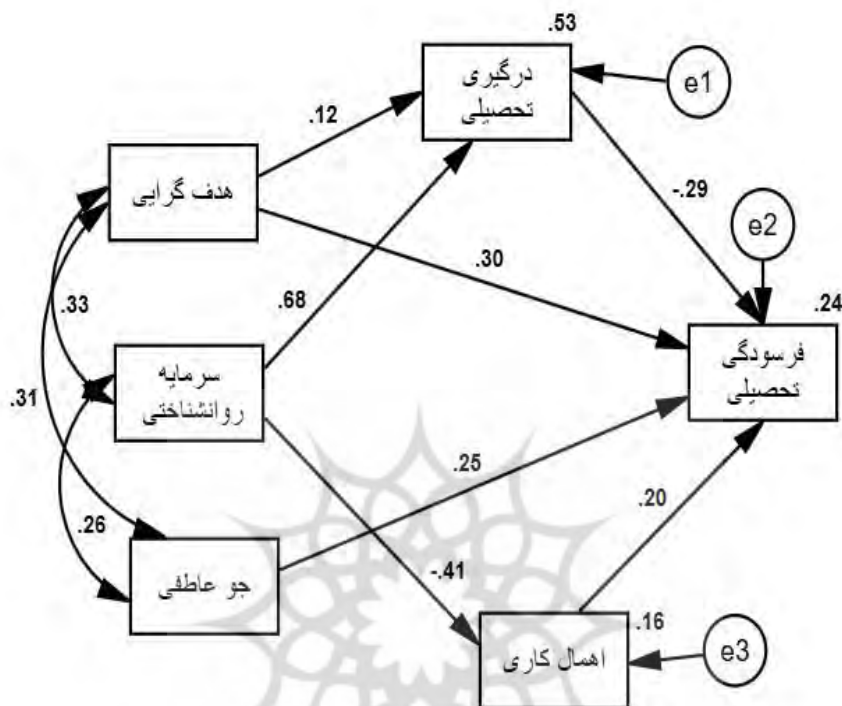 .53
درگیری
تحصیلی
e1
.12
هدف گرایی
-.29
e2
.30
.33
.68
.24
سرمایه
روانشناختی
فرسودگی
تحصیلی
.31
.25
.20
.26
جو عاطفی
-.41
.16
اهمال کاری
e3